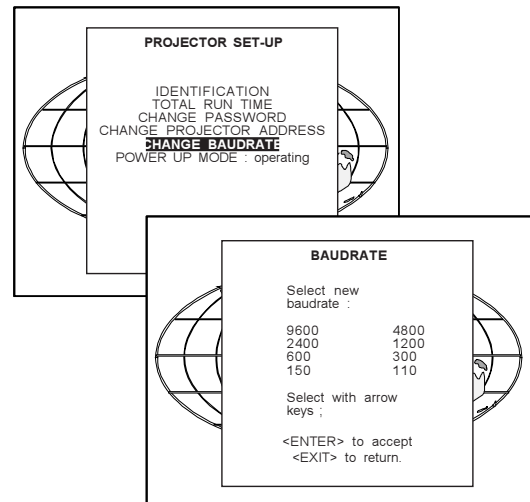 PROJECTOR SET-UP
IDENTIFICATION
TOTAL RUN TIME
CHANGE PASSWORD
CHANGE PROJECTOR ADDRESS
CHANGE BAUDRATE
POWER UP MODE : operating
BAUDRATE
Select new
baudrate :
9600 4800
2400 1200
600 300
150 110
Select with arrow
keys ;
<ENTER> to accept
<EXIT> to return.